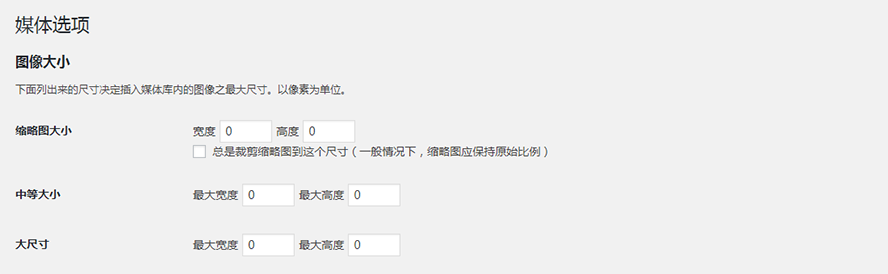 媒体选项
图像大小
下面列出来的尺寸决定插入媒体库内的图像之最大尺寸。以像素为单位。
缩略图大小 宽度 0 高度 0
总是裁剪缩略图到这个尺寸（一般情况下，缩略图应保持原始比例）
中等大小 最大宽度 0 最大高度 0
大尺寸 最大宽度 0 最大高度 0